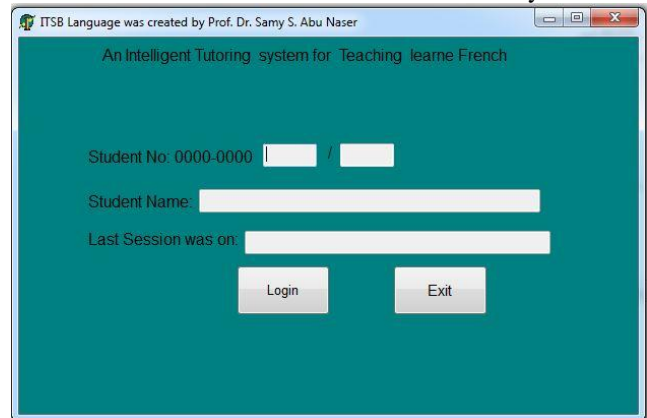 ITSB Language was created by Prof. Dr. Samy S. Abu Naser
An Intelligent Tutoring system for Teaching learne French
Student No: 0000-0000 /
Student Name:
Last Session was on:
Login Exit